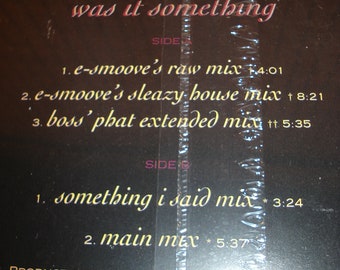 was it something
SIDE
1. e-smoove's raw mix * 4:01
2. e-smoove's sleazy house mix † 8:21
3. boss' phat extended mix †† 5:35
SIDE
1. something i said mix * 3:24
2. main mix * 5:37